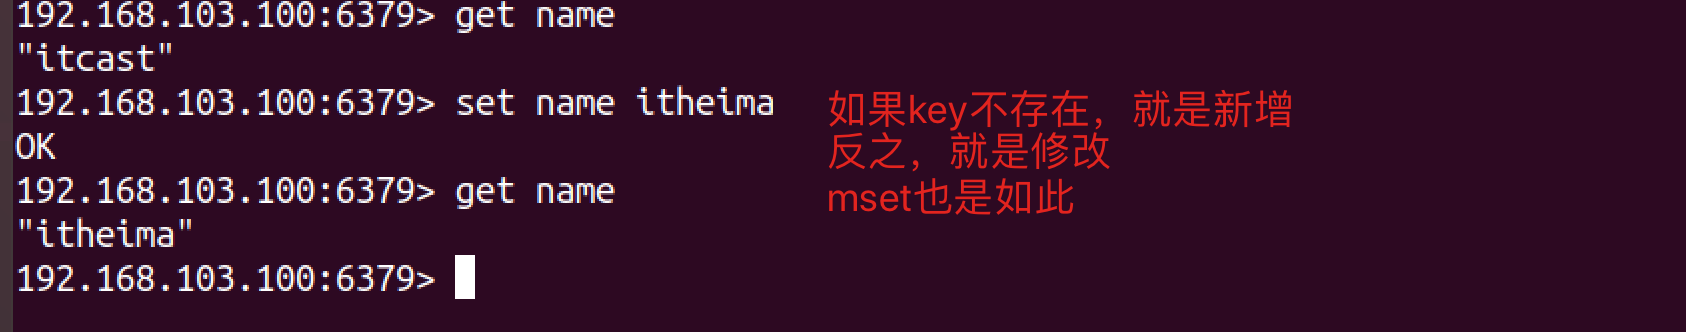 192.168.103.100:6379> get name
"itcast"
192.168.103.100:6379> set name itheima
如果key不存在，就是新增
OK
反之，就是修改
192.168.103.100:6379> get name
mset也是如此
"itheima"
192.168.103.100:6379>